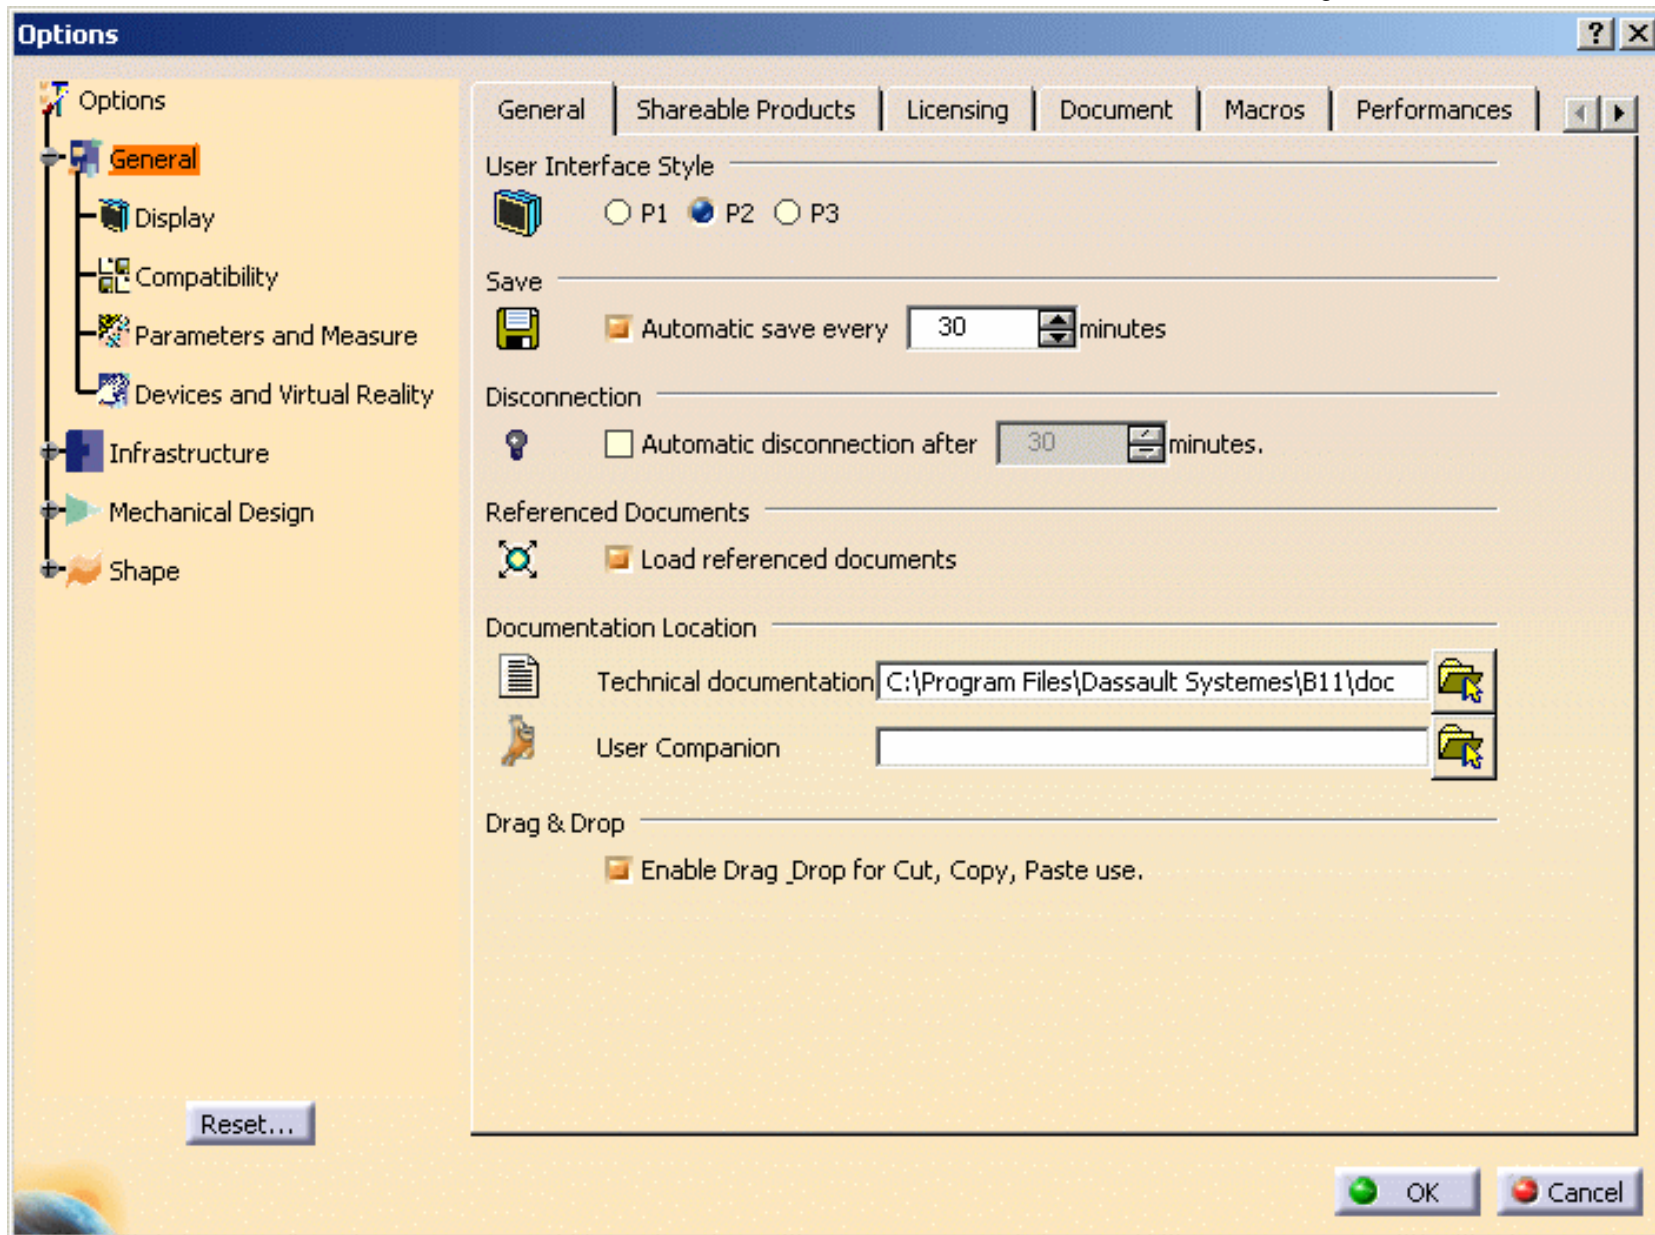 Options
Options
General
Display
Compatibility
Parameters and Measure
Devices and Virtual Reality
Infrastructure
Mechanical Design
Shape
Reset...
General Shareable Products Licensing Document Macros Performances
User Interface Style
P1 P2 P3
Save
Automatic save every 30 minutes
Disconnection
Automatic disconnection after 30 minutes.
Referenced Documents
Load referenced documents
Documentation Location
Technical documentation C:\Program Files\Dassault Systemes\B11\doc
User Companion
Drag & Drop
Enable Drag _Drop for Cut, Copy, Paste use.
OK Cancel